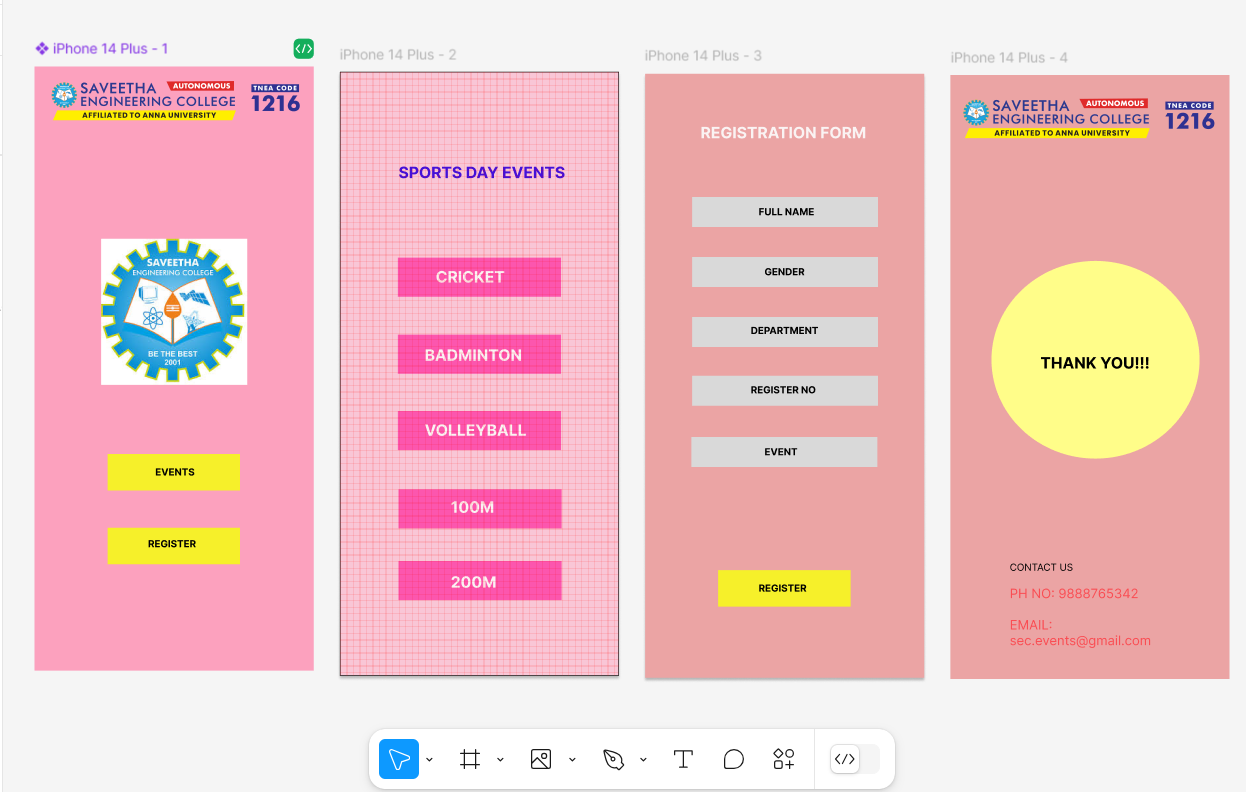 iPhone 14 Plus - 1
SAVEETHA AUTONOMOUS
ENGINEERING COLLEGE
AFFILIATED TO ANNA UNIVERSITY
TNEA CODE
1216
SAVEETHA
ENGINEERING COLLEGE
BE THE BEST
2001
EVENTS
REGISTER
iPhone 14 Plus - 2
SPORTS DAY EVENTS
CRICKET
BADMINTON
VOLLEYBALL
100M
200M
iPhone 14 Plus - 3
REGISTRATION FORM
FULL NAME
GENDER
DEPARTMENT
REGISTER NO
EVENT
REGISTER
iPhone 14 Plus - 4
SAVEETHA AUTONOMOUS
ENGINEERING COLLEGE
AFFILIATED TO ANNA UNIVERSITY
TNEA CODE
1216
THANK YOU!!!
CONTACT US
PH NO: 9888765342
EMAIL:
sec.events@gmail.com